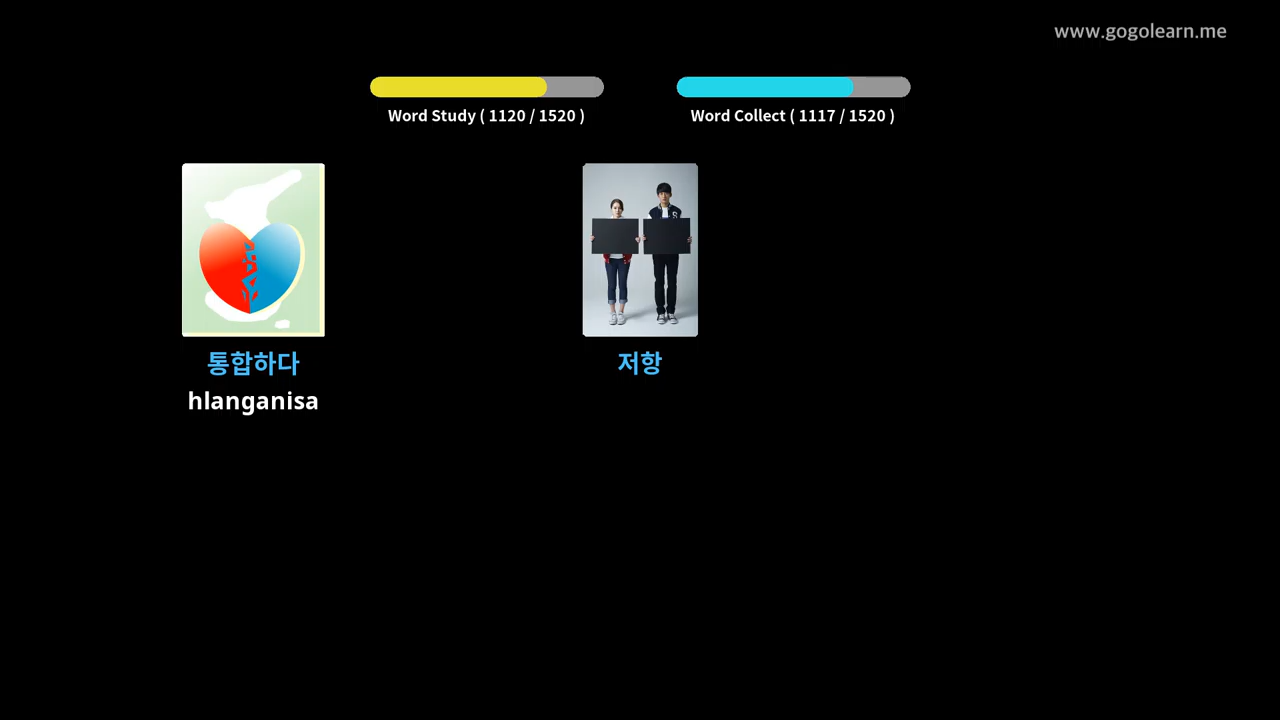 www.gogolearn.me
Word Study ( 1120 / 1520 )
Word Collect ( 1117 / 1520 )
통합하다
hlanganisa
저항